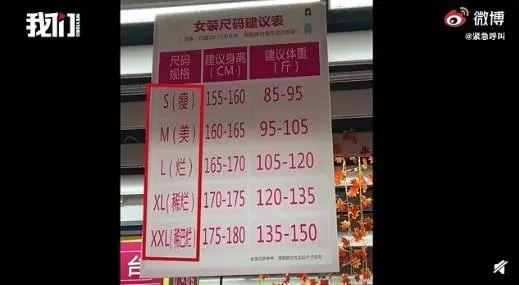 我们
微博
@紧急呼叫
女装尺码建议表
尺码规格 建议身高(CM) 建议体重(斤)
S(瘦) 155-160 85-95
M(美) 160-165 95-105
L(烂) 165-170 105-120
XL(稀烂) 170-175 120-135
XXL(稀巴烂) 175-180 135-150
台